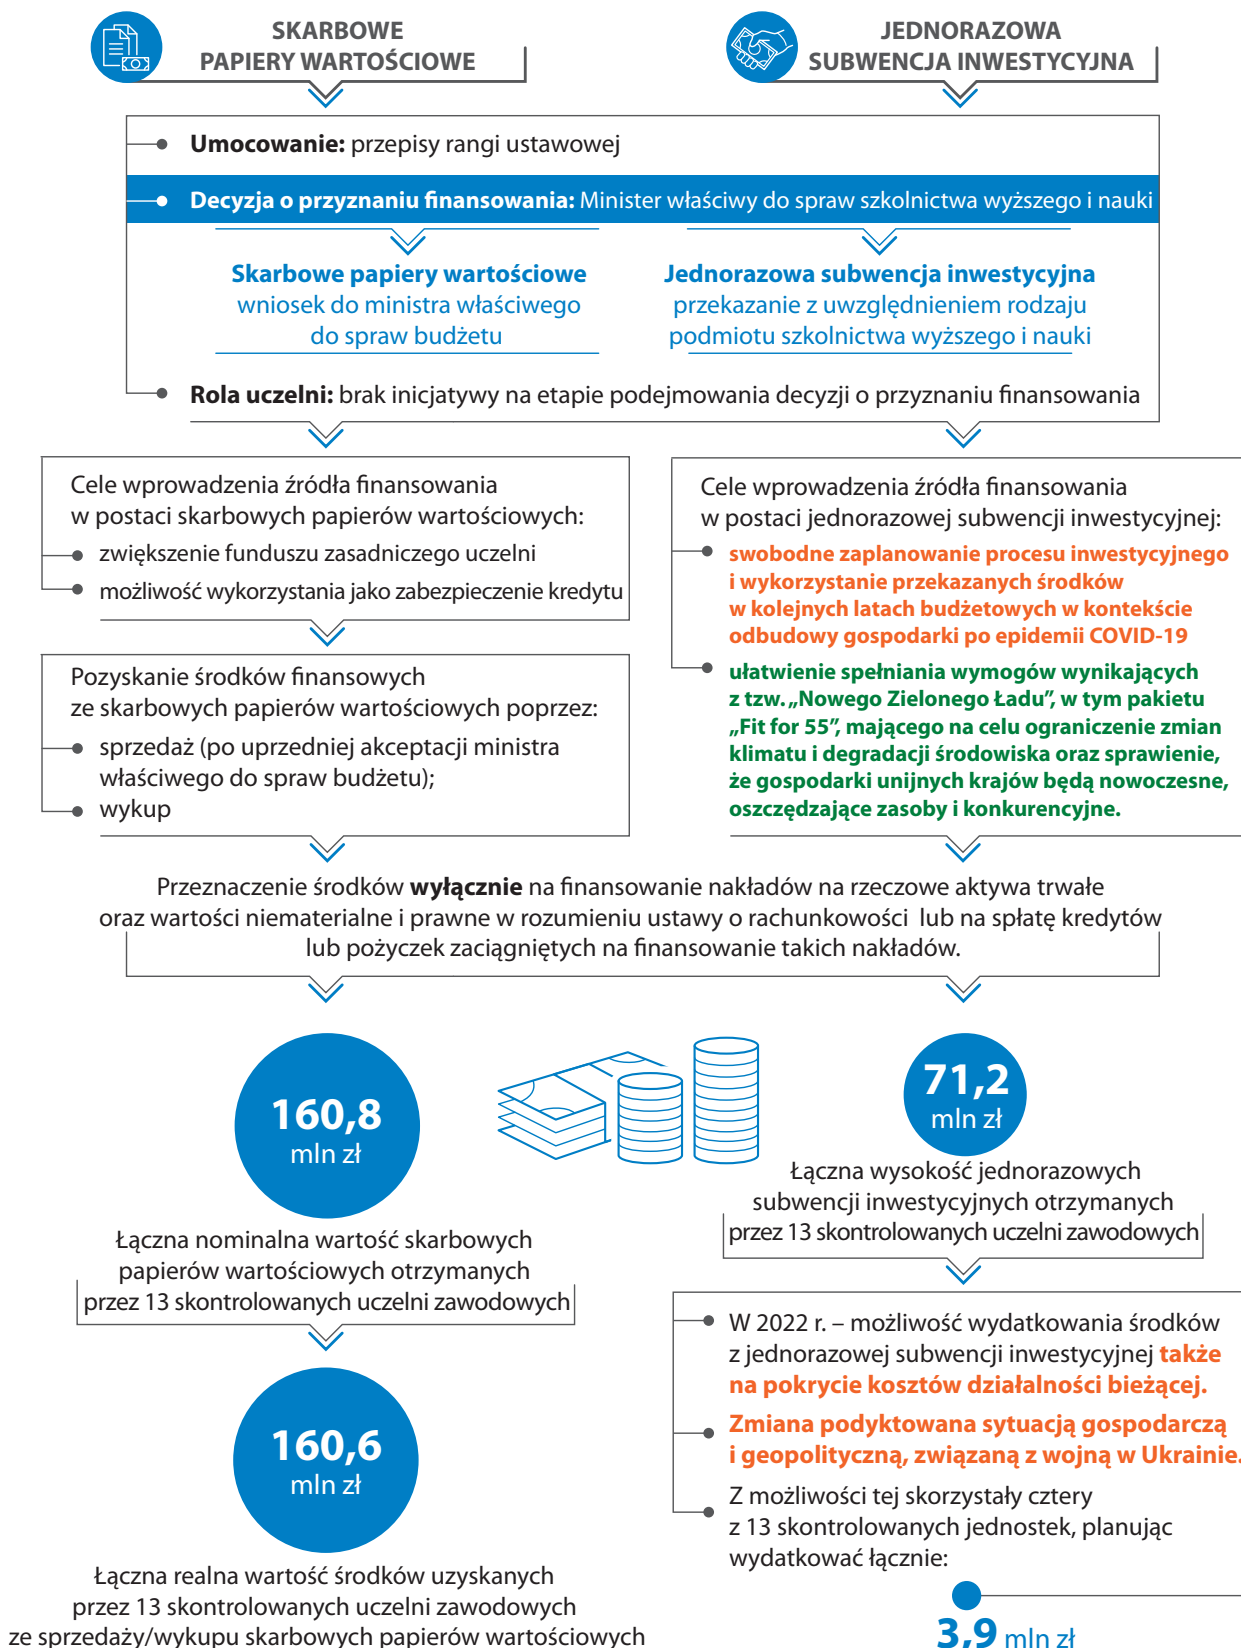 SKARBOWE
PAPIERY WARTOŚCIOWE
JEDNORAZOWA
SUBWENCJA INWESTYCYJNA
Umocowanie: przepisy rangi ustawowej
Decyzja o przyznaniu finansowania: Minister właściwy do spraw szkolnictwa wyższego i nauki
Skarbowe papiery wartościowe
wniosek do ministra właściwego
do spraw budżetu
Jednorazowa subwencja inwestycyjna
przekazanie z uwzględnieniem rodzaju
podmiotu szkolnictwa wyższego i nauki
Rola uczelni: brak inicjatywy na etapie podejmowania decyzji o przyznaniu finansowania
Cele wprowadzenia źródła finansowania
w postaci skarbowych papierów wartościowych:
zwiększenie funduszu zasadniczego uczelni
możliwość wykorzystania jako zabezpieczenie kredytu
Pozyskanie środków finansowych
ze skarbowych papierów wartościowych poprzez:
sprzedaż (po uprzedniej akceptacji ministra
właściwego do spraw budżetu);
wykup
Cele wprowadzenia źródła finansowania
w postaci jednorazowej subwencji inwestycyjnej:
swobodne zaplanowanie procesu inwestycyjnego
i wykorzystanie przekazanych środków
w kolejnych latach budżetowych w kontekście
odbudowy gospodarki po epidemii COVID-19
ułatwienie spełniania wymogów wynikających
z tzw. „Nowego Zielonego Ładu”, w tym pakietu
„Fit for 55”, mającego na celu ograniczenie zmian
klimatu i degradacji środowiska oraz sprawienie,
że gospodarki unijnych krajów będą nowoczesne,
oszczędzające zasoby i konkurencyjne.
Przeznaczenie środków wyłącznie na finansowanie nakładów na rzeczowe aktywa trwałe
oraz wartości niematerialne i prawne w rozumieniu ustawy o rachunkowości lub na spłatę kredytów
lub pożyczek zaciągniętych na finansowanie takich nakładów.
160,8
mln zł
Łączna nominalna wartość skarbowych
papierów wartościowych otrzymanych
przez 13 skontrolowanych uczelni zawodowych
160,6
mln zł
Łączna realna wartość środków uzyskanych
przez 13 skontrolowanych uczelni zawodowych
ze sprzedaży/wykupu skarbowych papierów wartościowych
71,2
mln zł
Łączna wysokość jednorazowych
subwencji inwestycyjnych otrzymanych
przez 13 skontrolowanych uczelni zawodowych
W 2022 r. – możliwość wydatkowania środków
z jednorazowej subwencji inwestycyjnej także
na pokrycie kosztów działalności bieżącej.
Zmiana podyktowana sytuacją gospodarczą
i geopolityczną, związaną z wojną w Ukrainie.
Z możliwości tej skorzystały cztery
z 13 skontrolowanych jednostek, planując
wydatkować łącznie:
3,9 mln zł